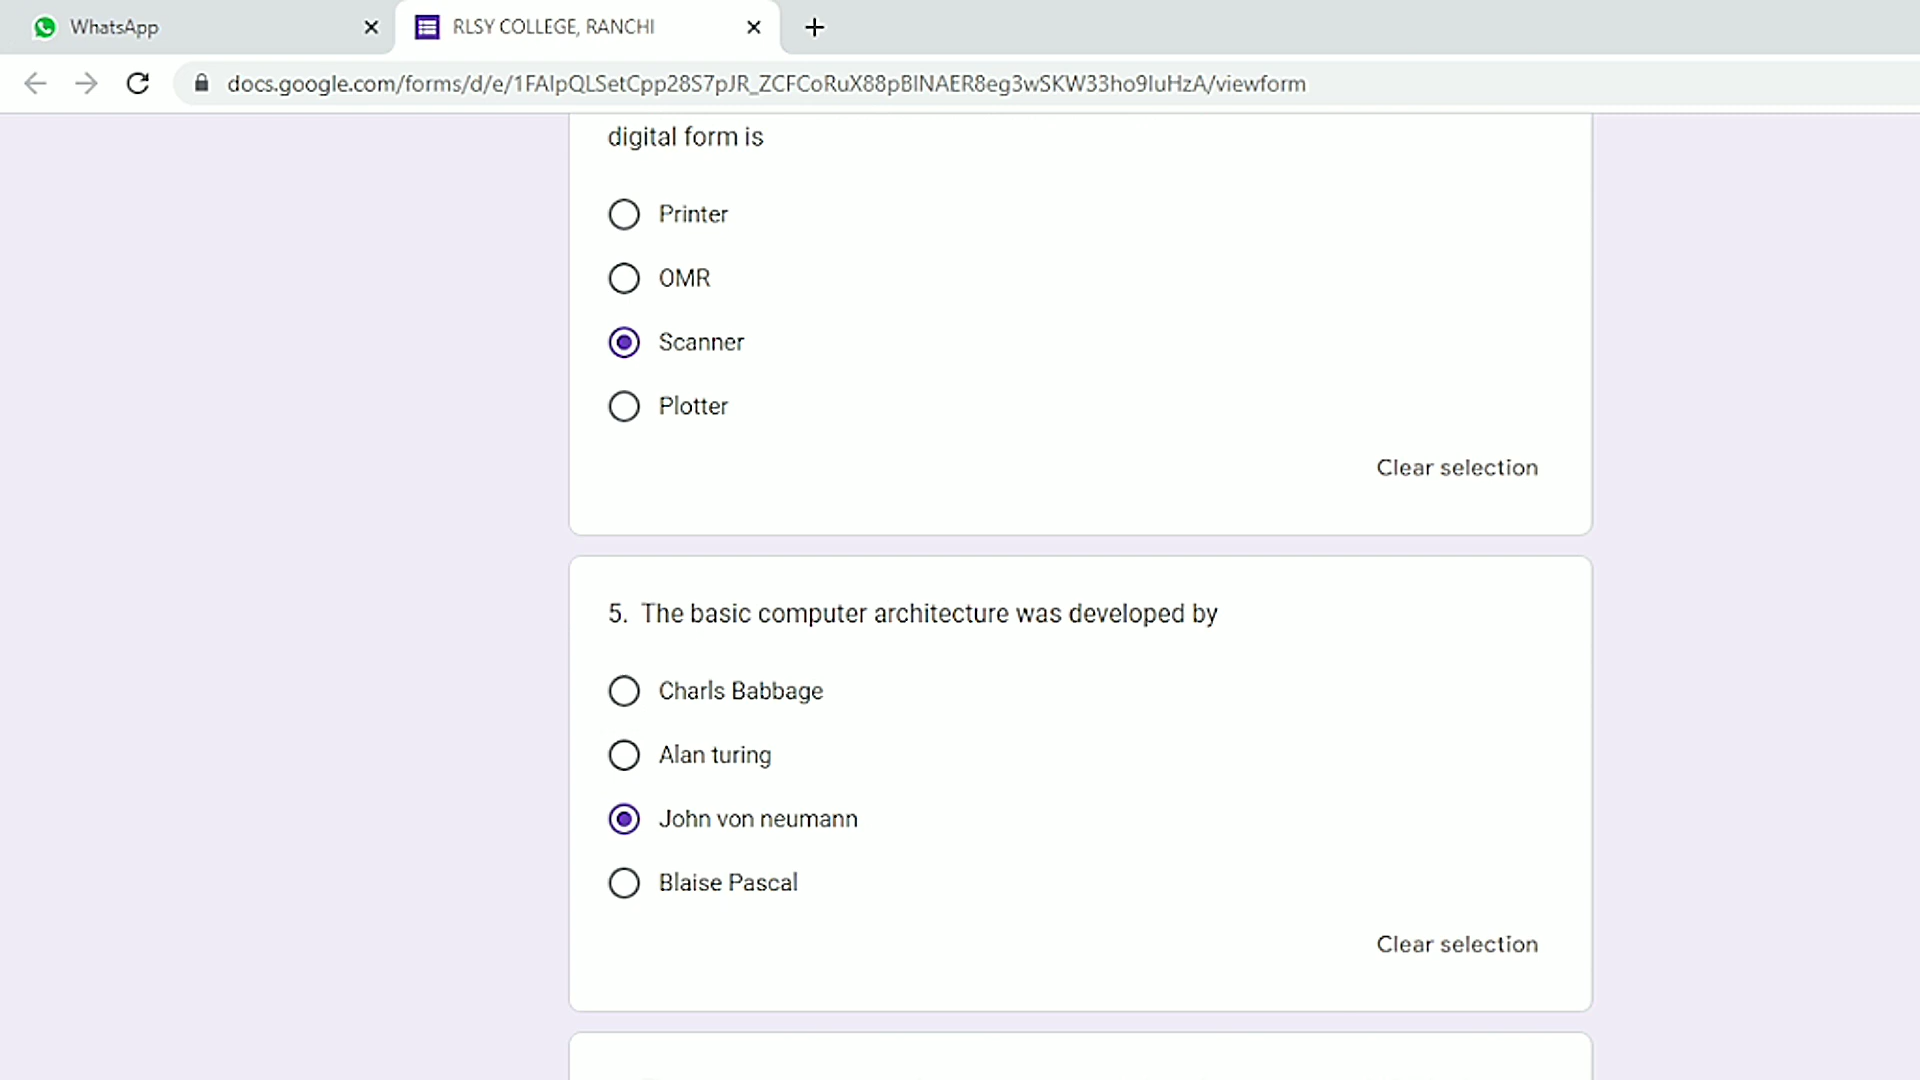 WhatsApp
RLSY COLLEGE, RANCHI
docs.google.com/forms/d/e/1FAIpQLSetCpp28S7pJR_ZCFCoRuX88pBINAER8eg3wSKW33ho9IuHzA/viewform
digital form is
Printer
OMR
Scanner
Plotter
Clear selection
5. The basic computer architecture was developed by
Charls Babbage
Alan turing
John von neumann
Blaise Pascal
Clear selection